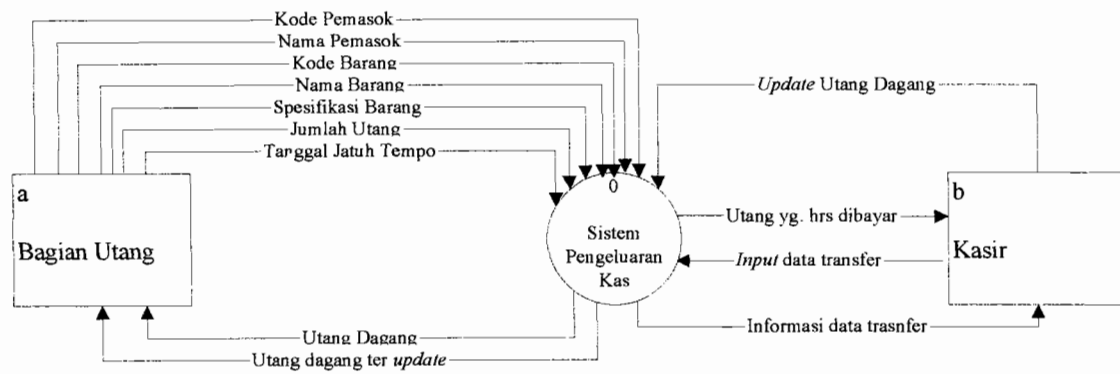 Kode Pemasok
Nama Pemasok
Kode Barang
Nama Barang
Spesifikasi Barang
Jumlah Utang
Tanggal Jatuh Tempo
Update Utang Dagang
a
Bagian Utang
0
Sistem
Pengeluaran
Kas
b
Kasir
Utang yg. hrs dibayar
Input data transfer
Informasi data trasnfer
Utang Dagang
Utang dagang ter update